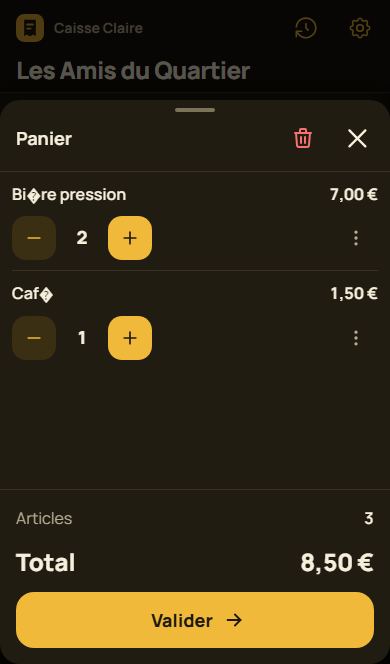 Caisse Claire
Les Amis du Quartier
Panier
Bi�re pression 7,00 €
2
Caf� 1,50 €
1
Articles 3
Total 8,50 €
Valider →